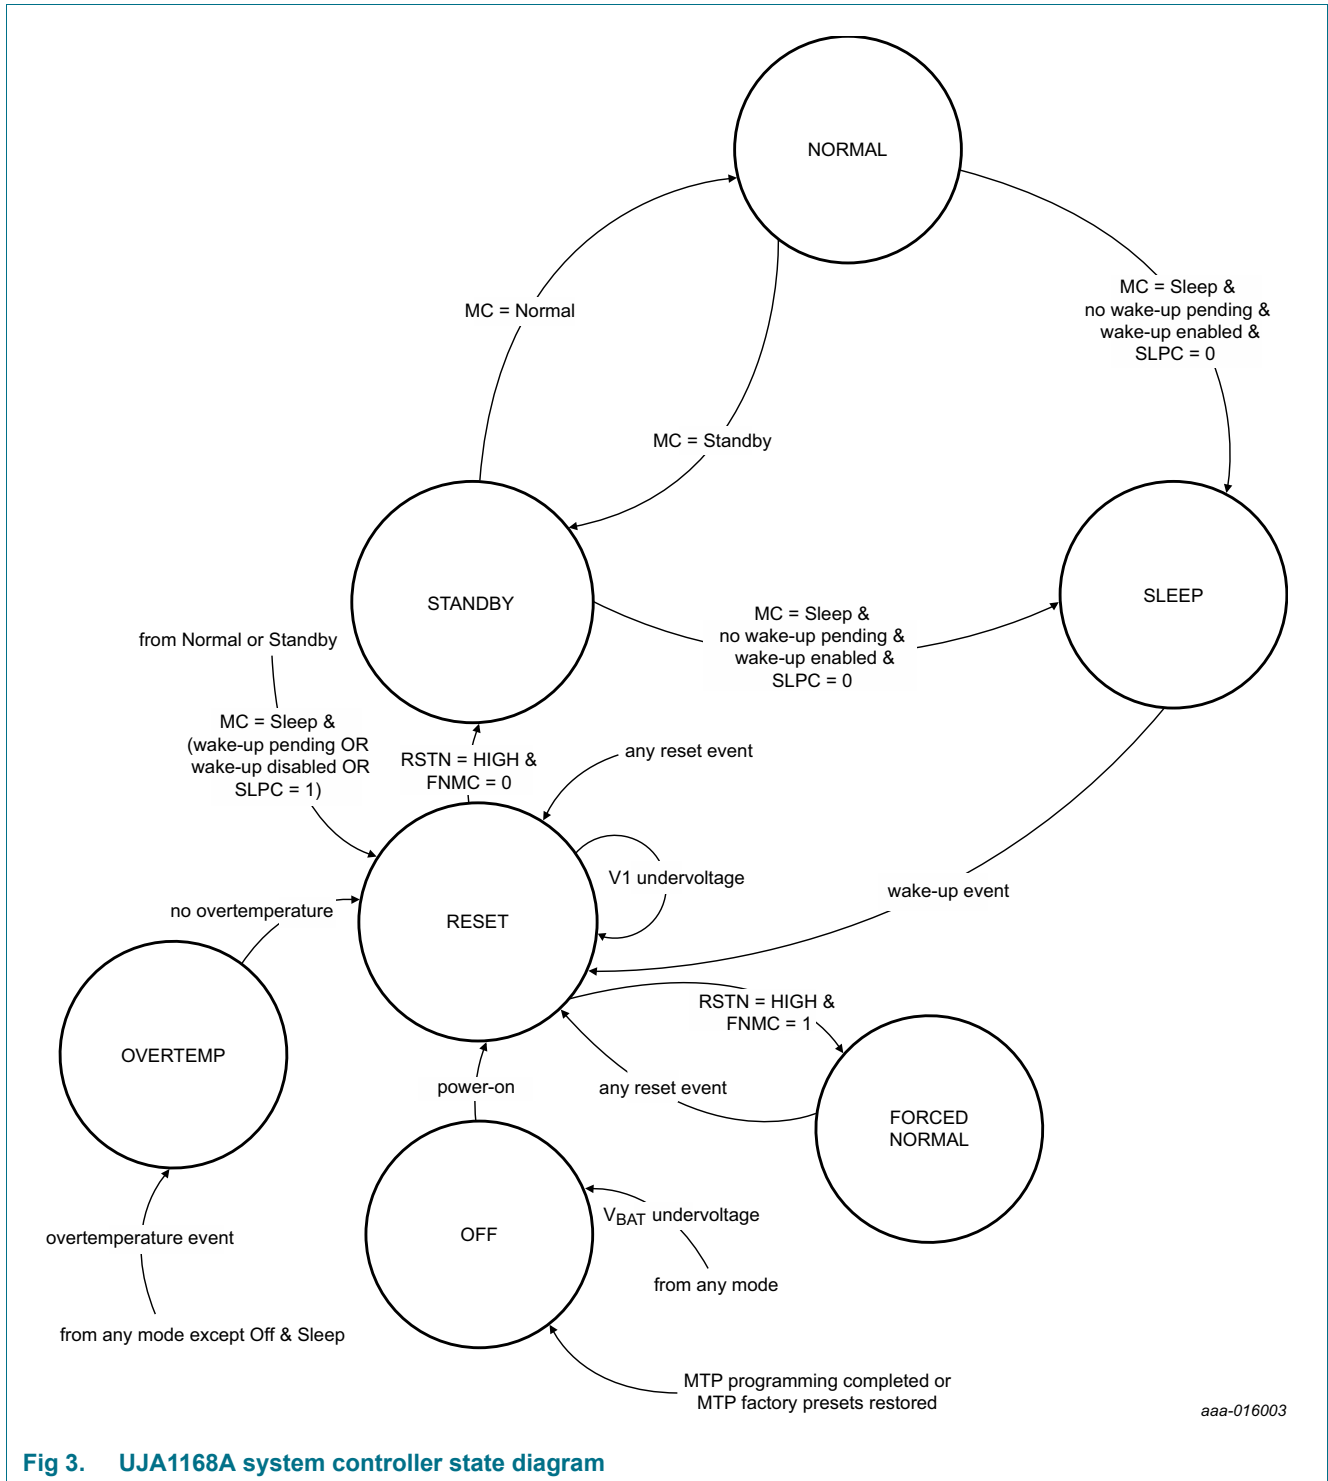 NORMAL
MC = Sleep &
no wake-up pending &
wake-up enabled &
SLPC = 0
MC = Normal
MC = Standby
STANDBY
SLEEP
MC = Sleep &
no wake-up pending &
wake-up enabled &
SLPC = 0
from Normal or Standby
MC = Sleep &
(wake-up pending OR
wake-up disabled OR
SLPC = 1)
RSTN = HIGH &
FNMC = 0
any reset event
V1 undervoltage
wake-up event
no overtemperature
RESET
RSTN = HIGH &
FNMC = 1
OVERTEMP
power-on
any reset event
FORCED
NORMAL
OFF
VBAT undervoltage
from any mode
overtemperature event
from any mode except Off & Sleep
MTP programming completed or
MTP factory presets restored
aaa-016003
Fig 3. UJA1168A system controller state diagram